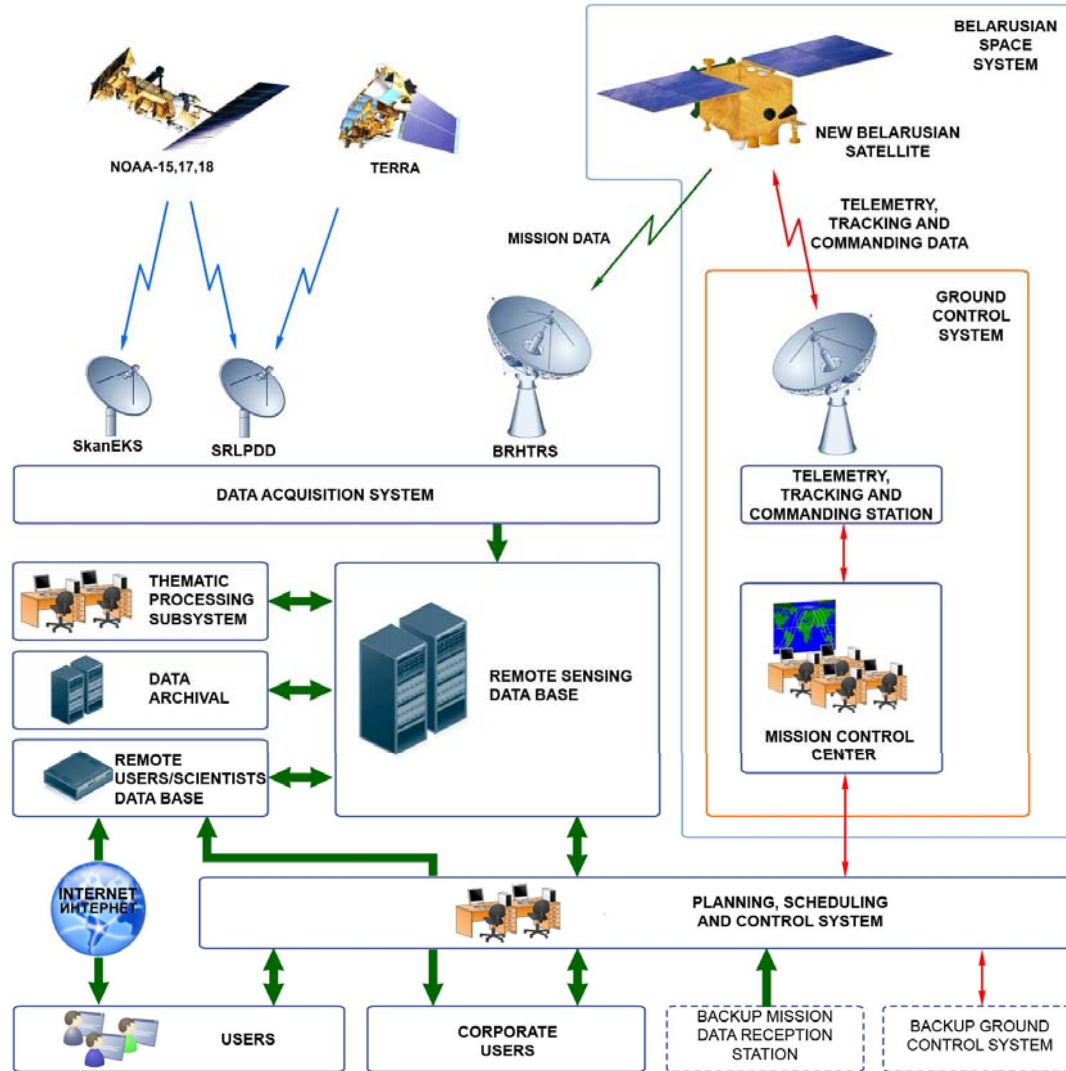 BELARUSIAN
SPACE
SYSTEM
NEW BELARUSIAN
SATELLITE
NOAA-15,17,18
TERRA
TELEMETRY,
TRACKING AND
COMMANDING DATA
MISSION DATA
GROUND
CONTROL
SYSTEM
SkanEKS
SRLPDD
BRHTRS
DATA ACQUISITION SYSTEM
TELEMETRY,
TRACKING AND
COMMANDING STATION
THEMATIC
PROCESSING
SUBSYSTEM
DATA
ARCHIVAL
REMOTE SENSING
DATA BASE
REMOTE
USERS/SCIENTISTS
DATA BASE
MISSION CONTROL
CENTER
INTERNET
ИНТЕРНЕТ
PLANNING, SCHEDULING
AND CONTROL SYSTEM
USERS
CORPORATE
USERS
BACKUP MISSION
DATA RECEPTION
STATION
BACKUP GROUND
CONTROL SYSTEM